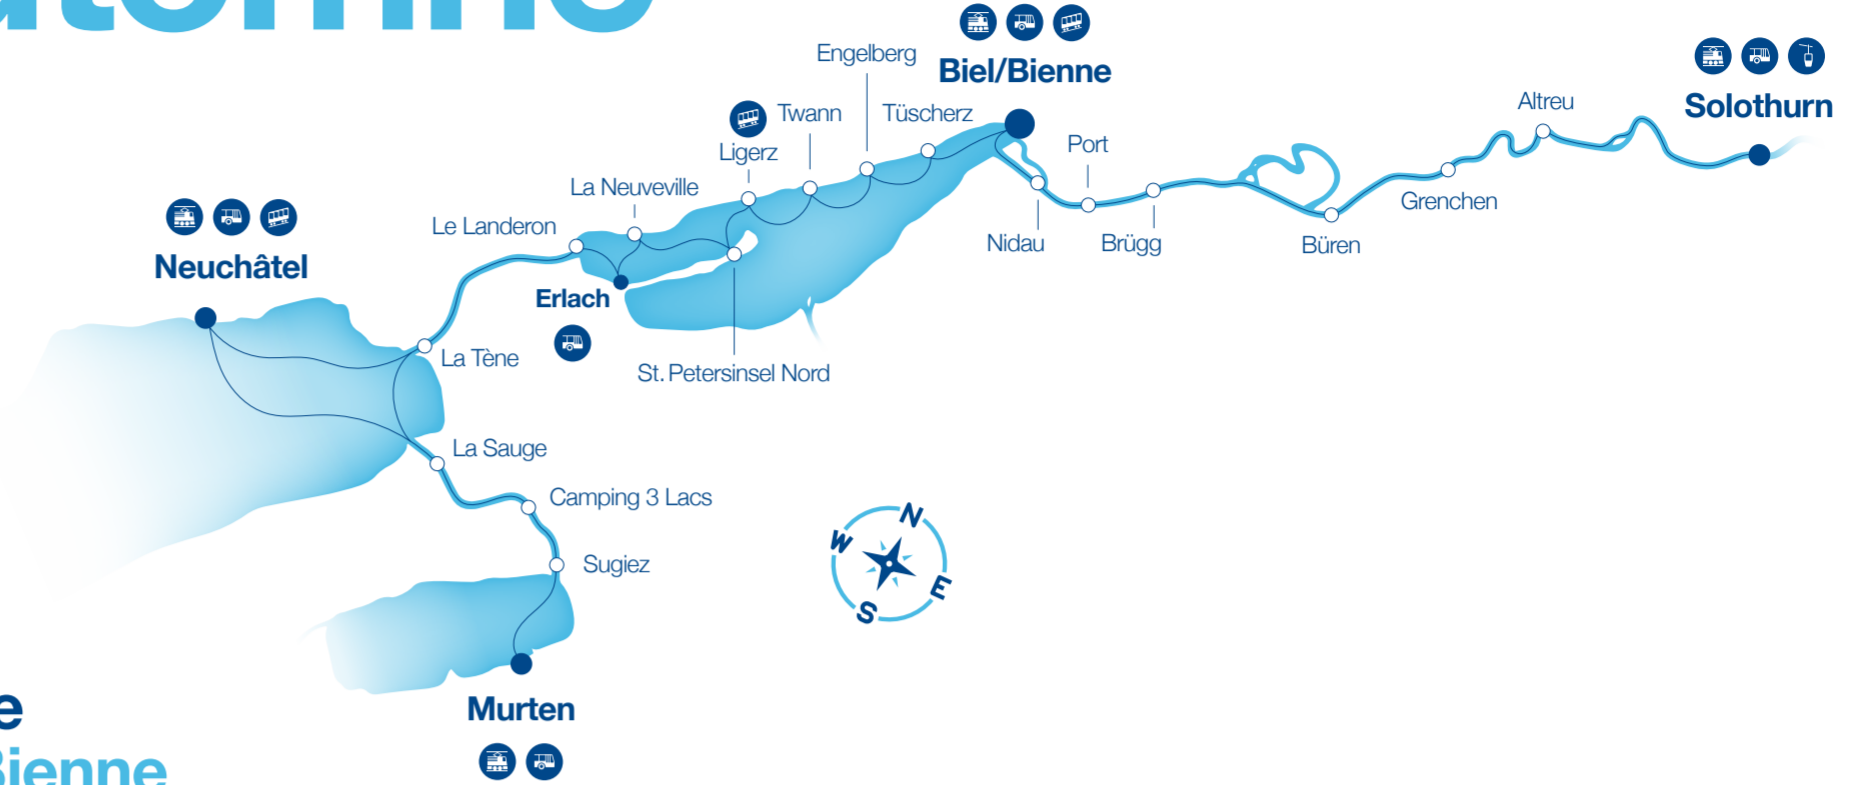 Engelberg
Biel/Bienne
Solothurn
Altreu
Twann
Tüscherz
Port
Ligerz
La Neuveville
Grenchen
Le Landeron
Nidau
Brügg
Büren
Neuchâtel
Erlach
La Tène
St. Petersinsel Nord
La Sauge
Camping 3 Lacs
N
W
E
S
Sugiez
Murten